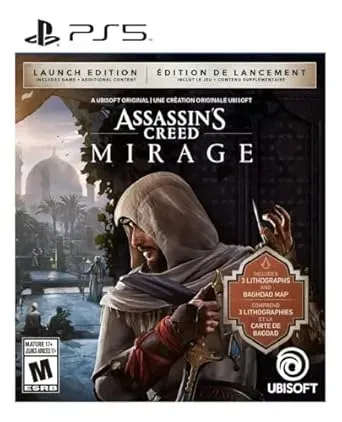 PS5
LAUNCH EDITION
INCLUDES GAME + ADDITIONAL CONTENT
ÉDITION DE LANCEMENT
INCLUT LE JEU + CONTENU SUPPLÉMENTAIRE
A UBISOFT ORIGINAL | UNE CRÉATION ORIGINALE UBISOFT
ASSASSIN'S
CREED
MIRAGE
INCLUDES
3 LITHOGRAPHS
AND
BAGHDAD MAP
COMPREND
3 LITHOGRAPHIES
ET LA
CARTE DE
BAGDAD
MATURE 17+
JEUNES ADULTES 17+
M
ESRB
UBISOFT